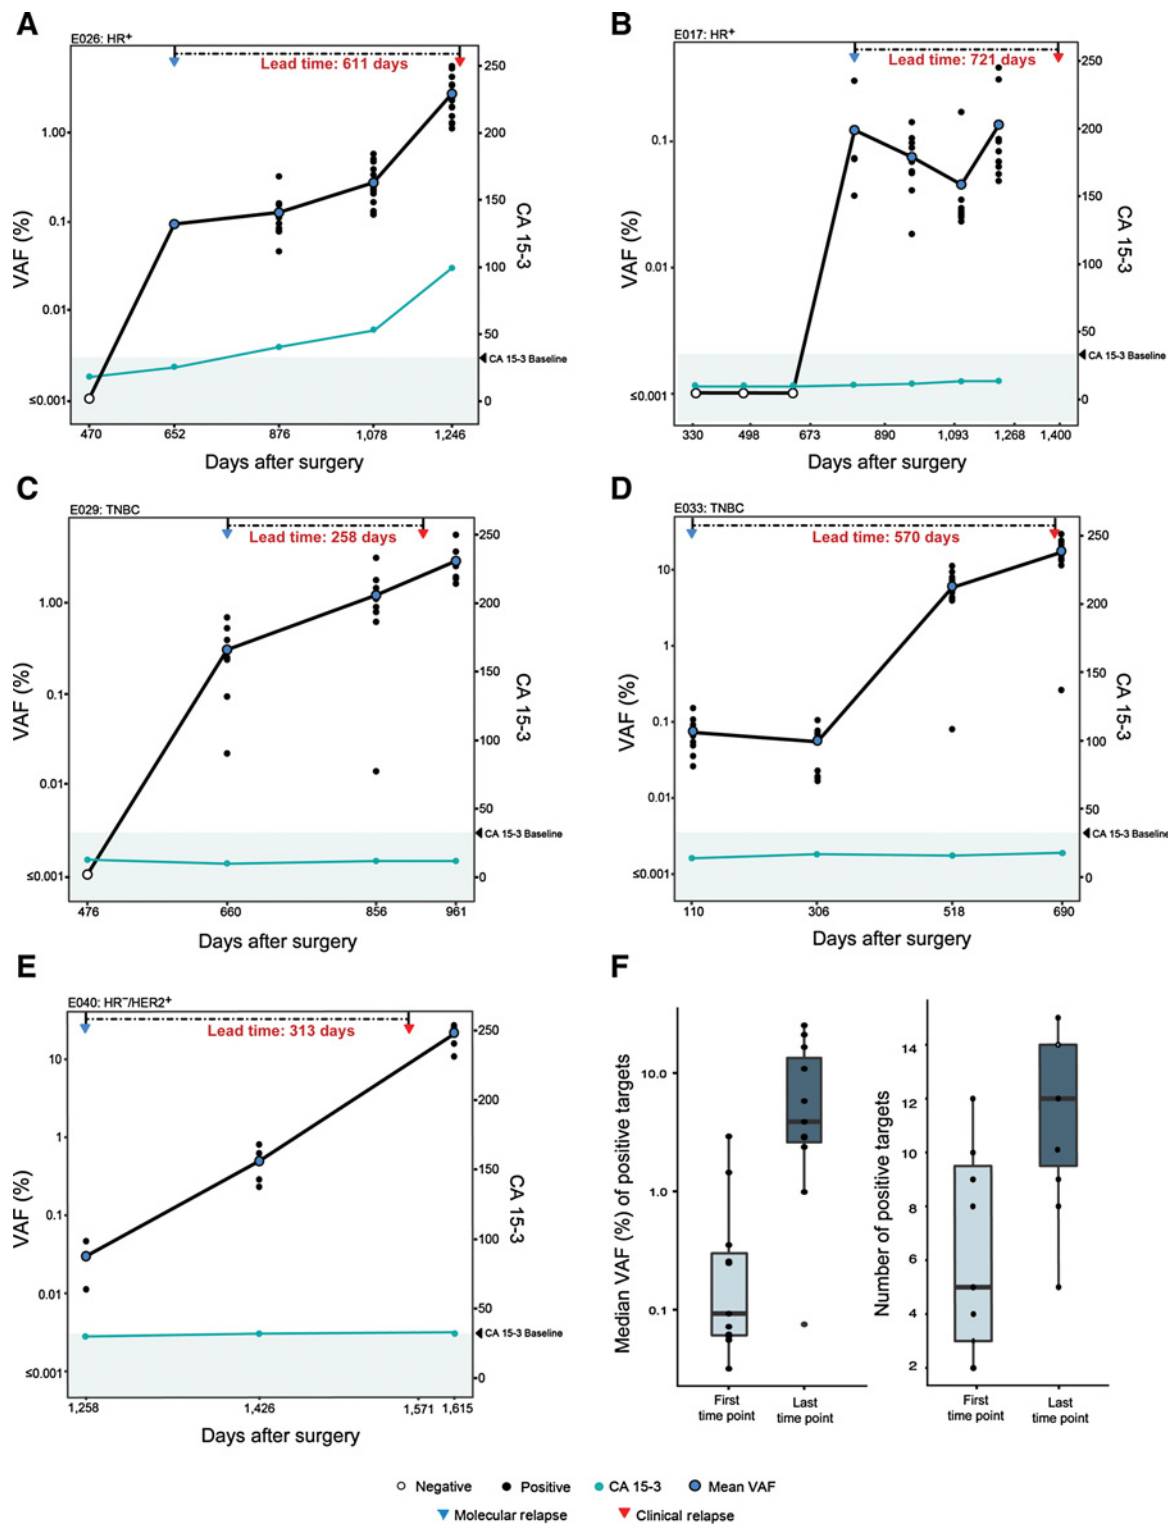 A
E026: HR+
Lead time: 611 days
VAF (%)
1.00
0.1
0.01
≤0.001
250
200
150
100
50
0
CA 15-3
CA 15-3 Baseline
470 652 876 1,078 1,246
Days after surgery
B
E017: HR+
Lead time: 721 days
VAF (%)
0.1
0.01
≤0.001
250
200
150
100
50
0
CA 15-3
CA 15-3 Baseline
330 498 673 890 1,093 1,268 1,400
Days after surgery
C
E029: TNBC
Lead time: 258 days
VAF (%)
1.00
0.1
0.01
≤0.001
250
200
150
100
50
0
CA 15-3
CA 15-3 Baseline
476 660 856 961
Days after surgery
D
E033: TNBC
Lead time: 570 days
VAF (%)
10
1
0.1
0.01
≤0.001
250
200
150
100
50
0
CA 15-3
CA 15-3 Baseline
110 306 518 690
Days after surgery
E
E040: HR−/HER2+
Lead time: 313 days
VAF (%)
10
1
0.1
0.01
≤0.001
250
200
150
100
50
0
CA 15-3
CA 15-3 Baseline
1,258 1,426 1,571 1,615
Days after surgery
F
Median VAF (%) of positive targets
10.0
1.0
0.1
First time point
Last time point
Number of positive targets
14
12
10
8
6
4
2
First time point
Last time point
Negative Positive CA 15-3 Mean VAF
Molecular relapse Clinical relapse